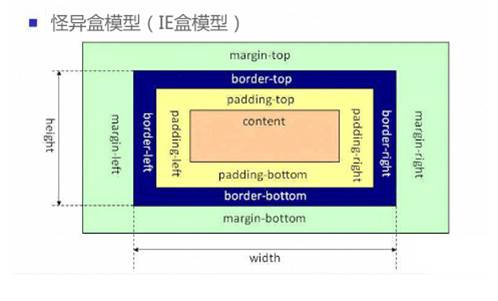 怪异盒模型（IE盒模型）
margin-top
border-top
padding-top
content
height
margin-left
border-left
padding-left
padding-right
border-right
margin-right
padding-bottom
border-bottom
margin-bottom
width